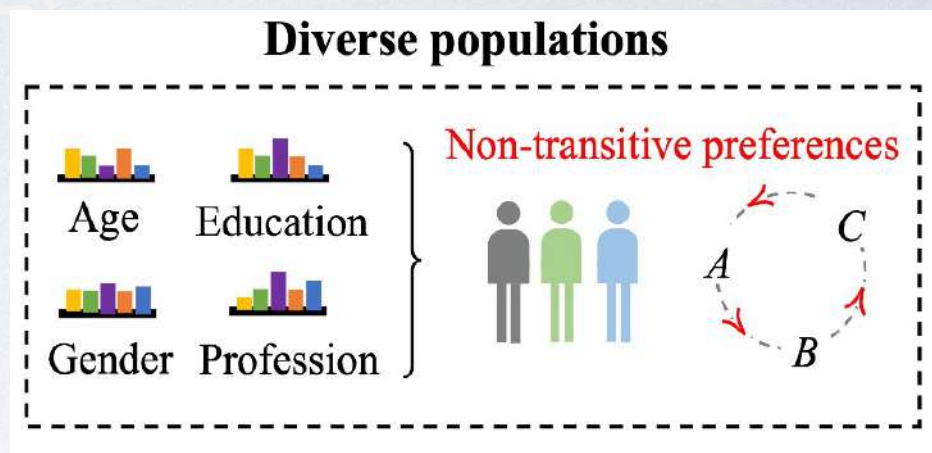 Diverse populations
Non-transitive preferences
Age
Education
Gender
Profession
A
B
C